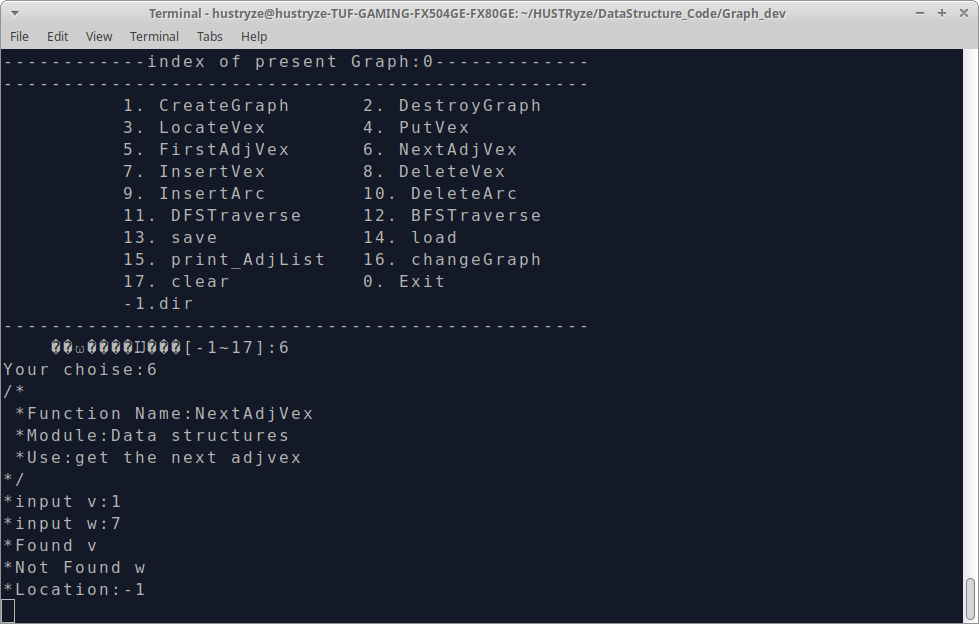 Terminal - hustryze@hustryze-TUF-GAMING-FX504GE-FX80GE: ~/HUSTRyze/DataStructure_Code/Graph_dev
File Edit View Terminal Tabs Help
------------index of present Graph:0-------------
-------------------------------------------------
1. CreateGraph 2. DestroyGraph
3. LocateVex 4. PutVex
5. FirstAdjVex 6. NextAdjVex
7. InsertVex 8. DeleteVex
9. InsertArc 10. DeleteArc
11. DFSTraverse 12. BFSTraverse
13. save 14. load
15. print_AdjList 16. changeGraph
17. clear 0. Exit
-1.dir
-------------------------------------------------
[-1~17]:6
Your choise:6
/*
*Function Name:NextAdjVex
*Module:Data structures
*Use:get the next adjvex
*/
*input v:1
*input w:7
*Found v
*Not Found w
*Location:-1